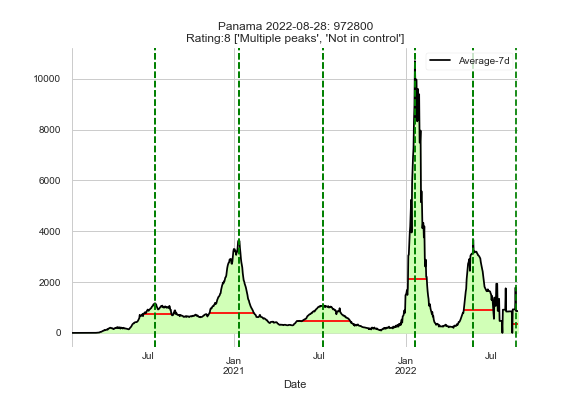 Panama 2022-08-28: 972800
Rating:8 ['Multiple peaks', 'Not in control']
Average-7d
10000
8000
6000
4000
2000
0
Jul
Jan
2021
Jul
Jan
2022
Jul
Date